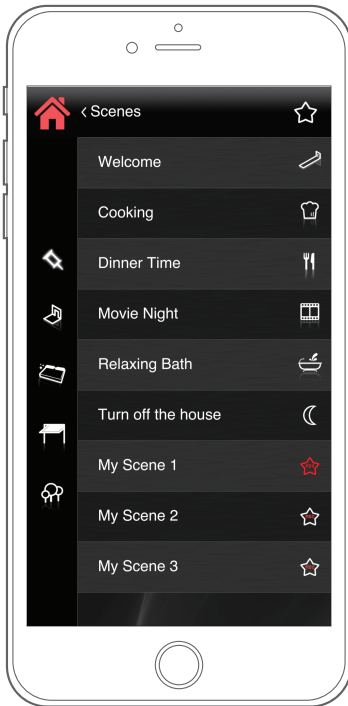 Scenes
Welcome
Cooking
Dinner Time
Movie Night
Relaxing Bath
Turn off the house
My Scene 1
My Scene 2
My Scene 3